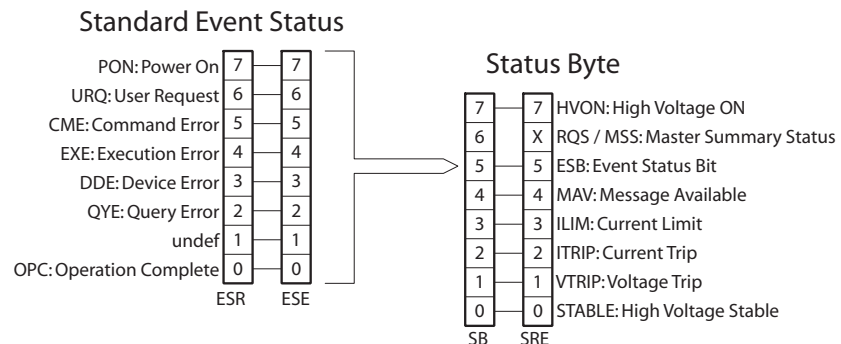 Standard Event Status
PON: Power On 7 7
URQ: User Request 6 6
CME: Command Error 5 5
EXE: Execution Error 4 4
DDE: Device Error 3 3
QYE: Query Error 2 2
undef 1 1
OPC: Operation Complete 0 0
ESR ESE
Status Byte
7 7 HVON: High Voltage ON
6 X RQS / MSS: Master Summary Status
5 5 ESB: Event Status Bit
4 4 MAV: Message Available
3 3 ILIM: Current Limit
2 2 ITRIP: Current Trip
1 1 VTRIP: Voltage Trip
0 0 STABLE: High Voltage Stable
SB SRE